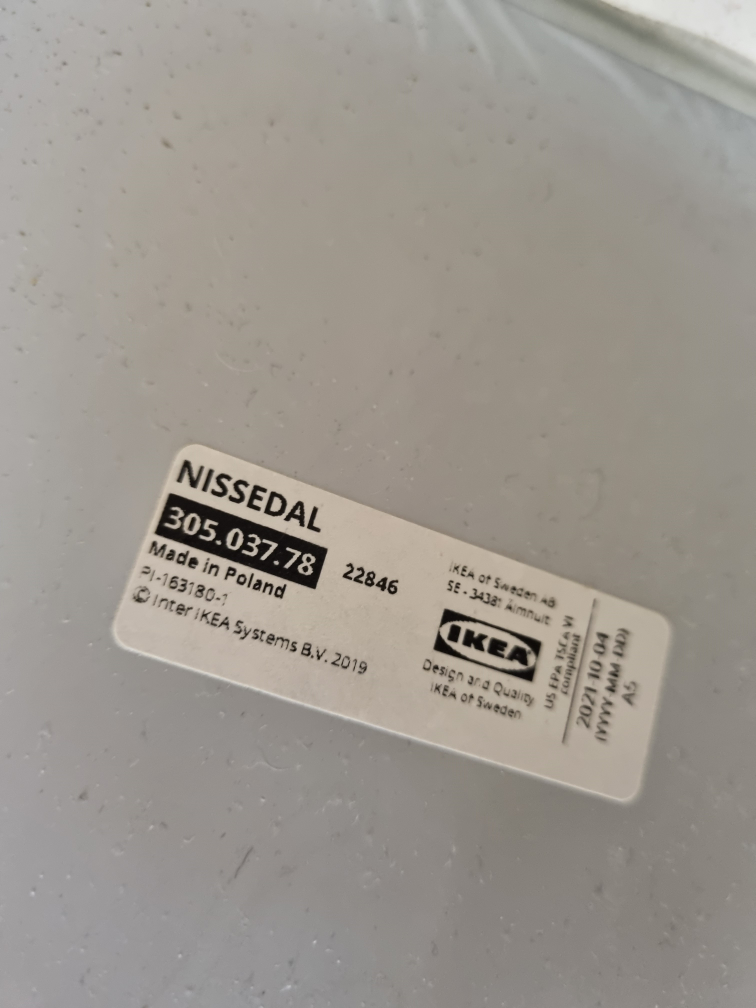 NISSEDAL
305.037.78
22846
Made in Poland
PI-163180-1
© Inter IKEA Systems B.V. 2019
IKEA of Sweden AB
SE - 34381 Älmhult
IKEA
Design and Quality
IKEA of Sweden
US EPA TSCA VI
compliant
2021-10-04
(YYYY-MM-DD)
AS